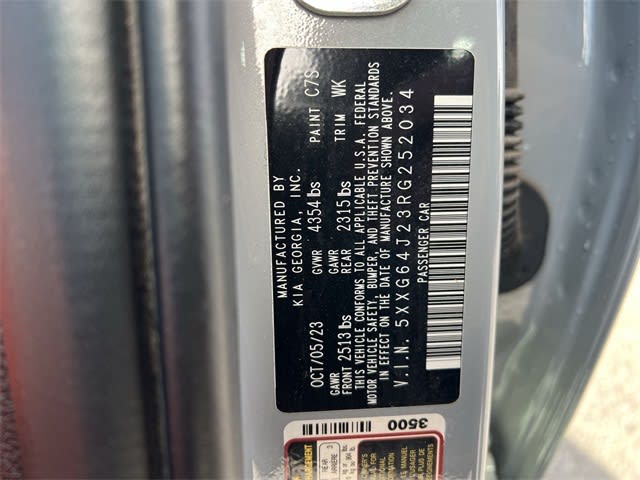 MANUFACTURED BY
KIA GEORGIA, INC.
OCT/05/23 GVWR 4354 lbs PAINT C7S
GAWR GAWR
FRONT 2513 lbs REAR 2315 lbs TRIM WK
THIS VEHICLE CONFORMS TO ALL APPLICABLE U.S.A. FEDERAL
MOTOR VEHICLE SAFETY, BUMPER, AND THEFT PREVENTION STANDARDS
IN EFFECT ON THE DATE OF MANUFACTURE SHOWN ABOVE.
V.I.N. 5XXG64J23RG252034
PASSENGER CAR
3500
REAR